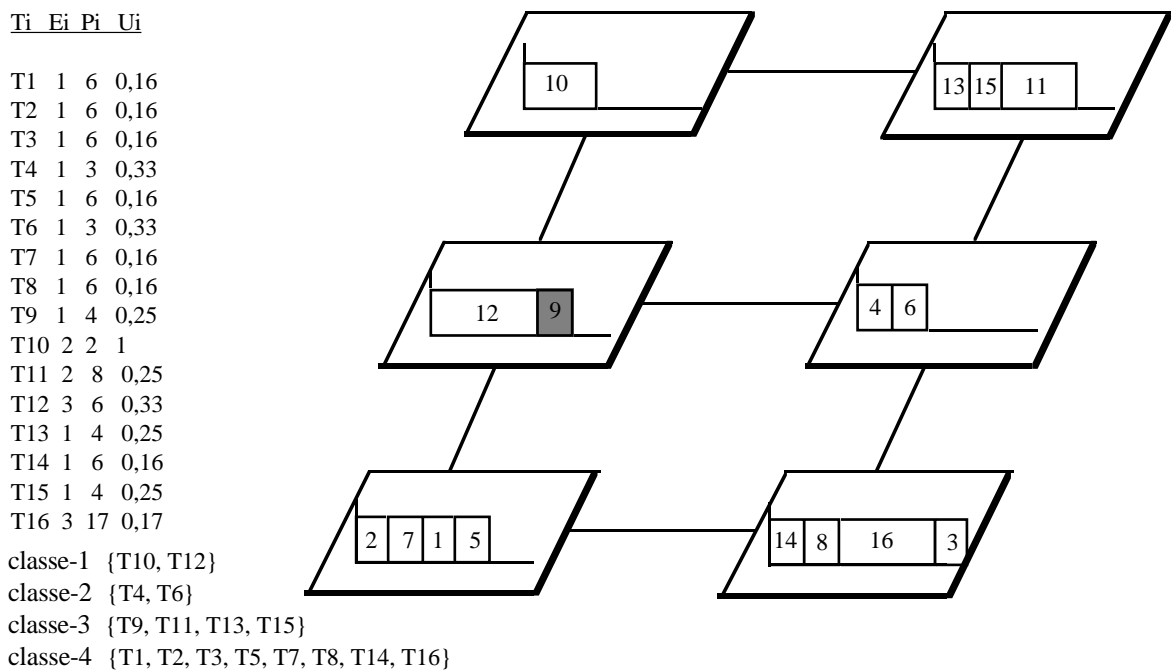 Ti Ei Pi Ui
T1 1 6 0,16
T2 1 6 0,16
T3 1 6 0,16
T4 1 3 0,33
T5 1 6 0,16
T6 1 3 0,33
T7 1 6 0,16
T8 1 6 0,16
T9 1 4 0,25
T10 2 2 1
T11 2 8 0,25
T12 3 6 0,33
T13 1 4 0,25
T14 1 6 0,16
T15 1 4 0,25
T16 3 17 0,17
classe-1 {T10, T12}
classe-2 {T4, T6}
classe-3 {T9, T11, T13, T15}
classe-4 {T1, T2, T3, T5, T7, T8, T14, T16}
10
13 15 11
12 9
4 6
2 7 1 5
14 8 16 3